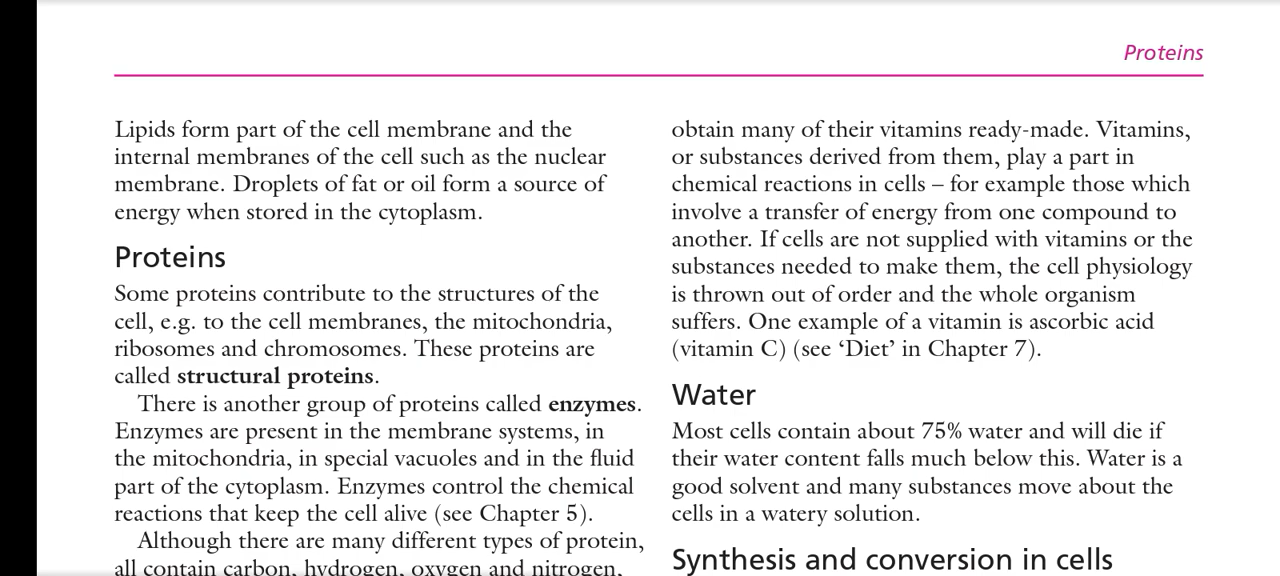 Proteins
Lipids form part of the cell membrane and the
internal membranes of the cell such as the nuclear
membrane. Droplets of fat or oil form a source of
energy when stored in the cytoplasm.
Proteins
Some proteins contribute to the structures of the
cell, e.g. to the cell membranes, the mitochondria,
ribosomes and chromosomes. These proteins are
called structural proteins.
There is another group of proteins called enzymes.
Enzymes are present in the membrane systems, in
the mitochondria, in special vacuoles and in the fluid
part of the cytoplasm. Enzymes control the chemical
reactions that keep the cell alive (see Chapter 5).
Although there are many different types of protein,
all contain carbon, hydrogen, oxygen and nitrogen,
obtain many of their vitamins ready-made. Vitamins,
or substances derived from them, play a part in
chemical reactions in cells – for example those which
involve a transfer of energy from one compound to
another. If cells are not supplied with vitamins or the
substances needed to make them, the cell physiology
is thrown out of order and the whole organism
suffers. One example of a vitamin is ascorbic acid
(vitamin C) (see ‘Diet’ in Chapter 7).
Water
Most cells contain about 75% water and will die if
their water content falls much below this. Water is a
good solvent and many substances move about the
cells in a watery solution.
Synthesis and conversion in cells